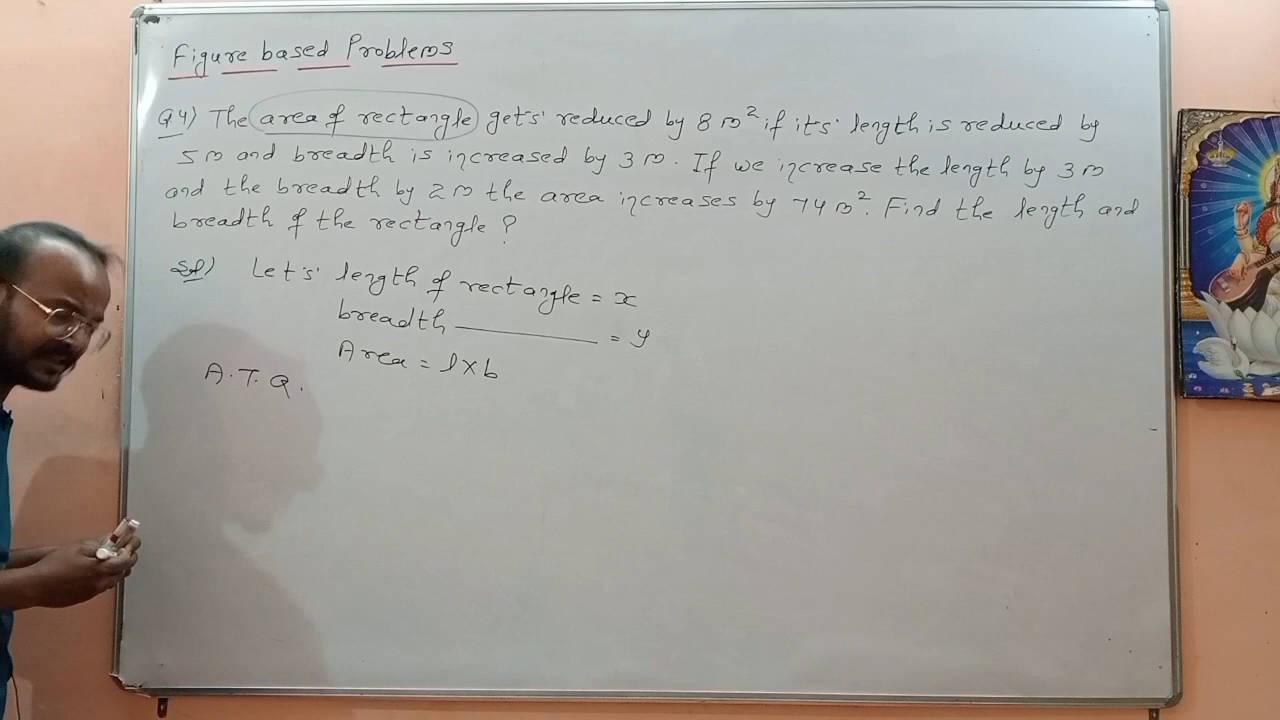 Figure based Problems
Q4) The area of rectangle gets' reduced by 8 m² if its' length is reduced by
5 m and breadth is increased by 3 m. If we increase the length by 3 m
and the breadth by 2 m the area increases by 74 m². Find the length and
breadth of the rectangle ?
Sol) Let's' length of rectangle = x
breadth ——— = y
Area = l × b
A.T.Q.